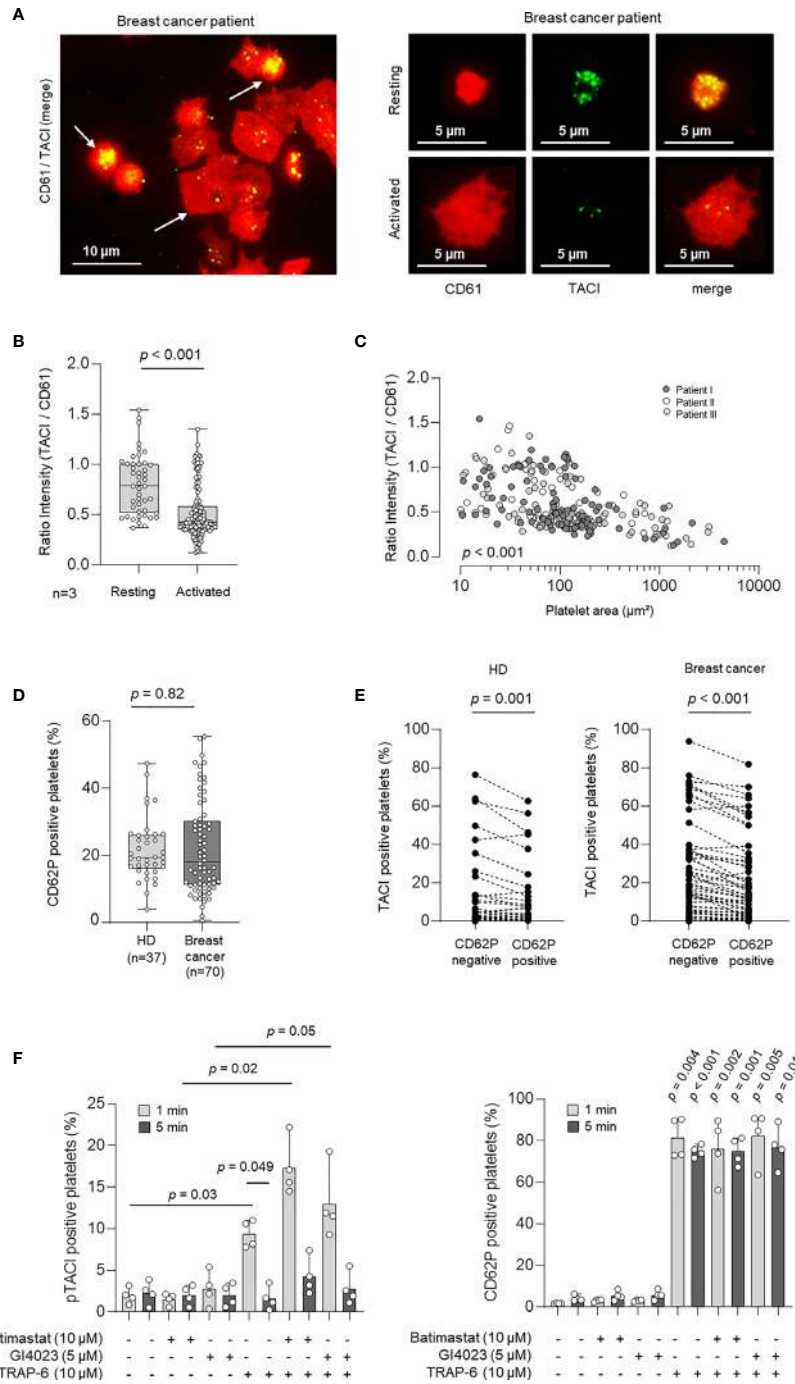 A
Breast cancer patient
CD61 / TACI (merge)
10 µm
Breast cancer patient
Resting
5 µm
5 µm
5 µm
Activated
5 µm
5 µm
5 µm
CD61
TACI
merge
B
p < 0.001
Ratio Intensity (TACI / CD61)
2.0
1.5
1.0
0.5
0.0
n=3
Resting
Activated
C
Ratio Intensity (TACI / CD61)
2.0
1.5
1.0
0.5
0.0
Patient I
Patient II
Patient III
p < 0.001
10
100
1000
10000
Platelet area (µm²)
D
p = 0.82
CD62P positive platelets (%)
60
40
20
0
HD
(n=37)
Breast
cancer
(n=70)
E
HD
p = 0.001
TACI positive platelets (%)
100
80
60
40
20
0
CD62P
negative
CD62P
positive
Breast cancer
p < 0.001
TACI positive platelets (%)
100
80
60
40
20
0
CD62P
negative
CD62P
positive
F
p = 0.05
p = 0.02
p = 0.049
p = 0.03
1 min
5 min
pTACI positive platelets (%)
25
20
15
10
5
0
timastat (10 µM) - - + + - - - - + + - -
GI4023 (5 µM) - - - - + + - - - - + +
TRAP-6 (10 µM) - - - - - - + + + + + +
p = 0.004
p < 0.001
p = 0.002
p = 0.001
p = 0.005
p = 0.01
1 min
5 min
CD62P positive platelets (%)
100
80
60
40
20
0
Batimastat (10 µM) - - + + - - - - + + - -
GI4023 (5 µM) - - - - + + - - - - + +
TRAP-6 (10 µM) - - - - - - + + + + + +